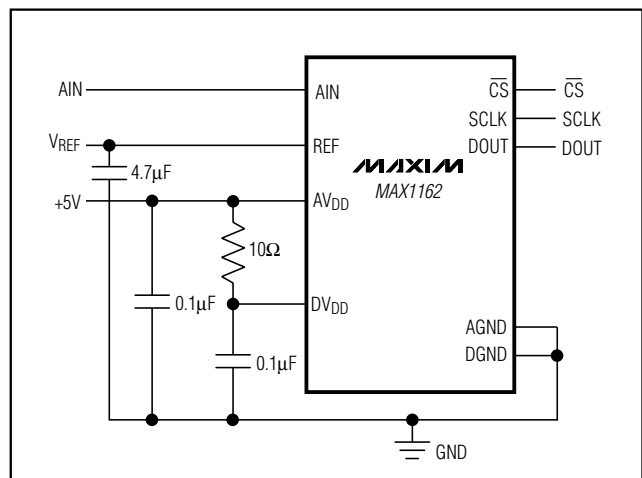 AIN
AIN
CS
CS
SCLK
SCLK
VREF
REF
DOUT
DOUT
4.7µF
MAXIM
MAX1162
+5V
AVDD
10Ω
0.1µF
DVDD
AGND
0.1µF
DGND
GND